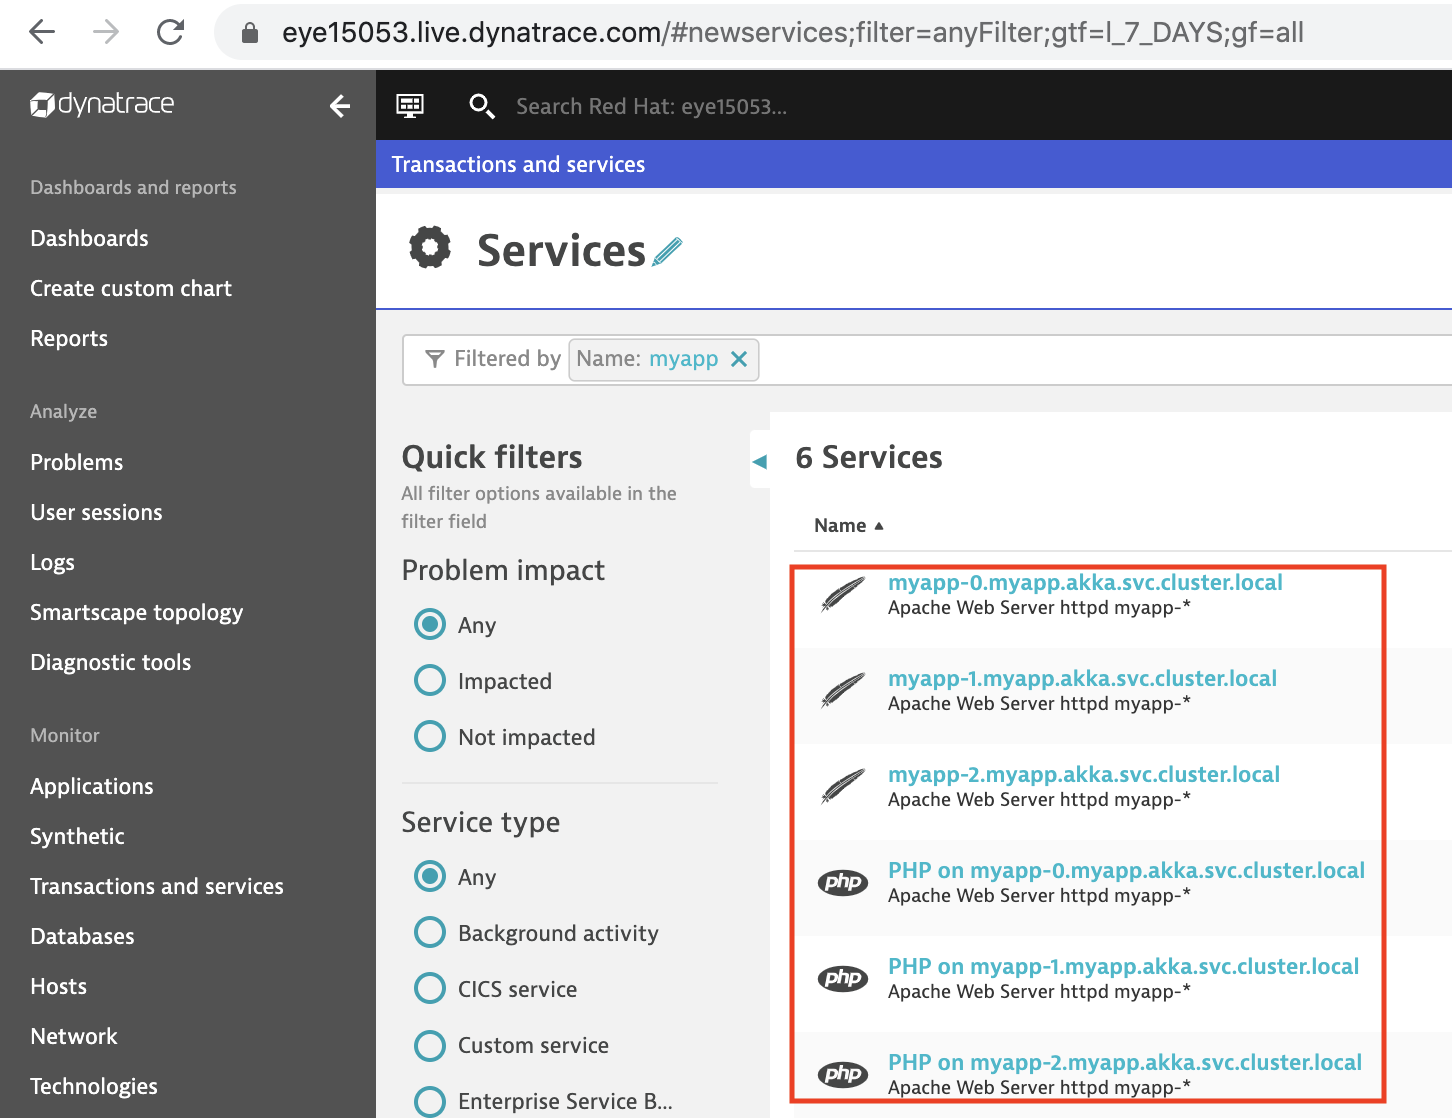 eye15053.live.dynatrace.com/#newservices;filter=anyFilter;gtf=l_7_DAYS;gf=all
dynatrace
Search Red Hat: eye15053...
Transactions and services
Dashboards and reports
Dashboards
Create custom chart
Reports
Analyze
Problems
User sessions
Logs
Smartscape topology
Diagnostic tools
Monitor
Applications
Synthetic
Transactions and services
Databases
Hosts
Network
Technologies
Services
Filtered by Name: myapp
Quick filters
All filter options available in the
filter field
Problem impact
Any
Impacted
Not impacted
Service type
Any
Background activity
CICS service
Custom service
Enterprise Service B...
6 Services
Name
myapp-0.myapp.akka.svc.cluster.local
Apache Web Server httpd myapp-*
myapp-1.myapp.akka.svc.cluster.local
Apache Web Server httpd myapp-*
myapp-2.myapp.akka.svc.cluster.local
Apache Web Server httpd myapp-*
php PHP on myapp-0.myapp.akka.svc.cluster.local
Apache Web Server httpd myapp-*
php PHP on myapp-1.myapp.akka.svc.cluster.local
Apache Web Server httpd myapp-*
php PHP on myapp-2.myapp.akka.svc.cluster.local
Apache Web Server httpd myapp-*